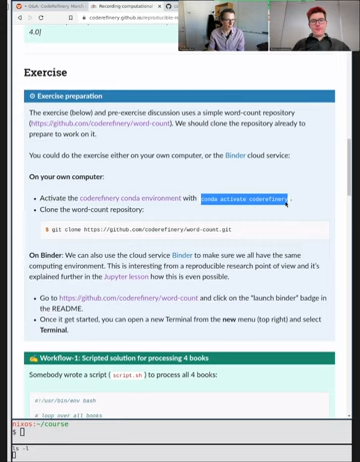 Q&A: Modern Codere
Recording computational
coderefinery.github.io/reproducible-r
4.0]
Exercise
Exercise preparation
The exercise (below) and pre-exercise discussion uses a simple word-count repository
(https://github.com/coderefinery/word-count). We should clone the repository already to
prepare to work on it.
You could do the exercise either on your own computer, or the Binder cloud service:
On your own computer:
• Activate the coderefinery conda environment with conda activate coderefinery.
• Clone the word-count repository:
$ git clone https://github.com/coderefinery/word-count.git
On Binder: We can also use the cloud service Binder to make sure we all have the same
computing environment. This is interesting from a reproducible research point of view and it's
explained further in the Jupyter lesson how this is even possible.
• Go to https://github.com/coderefinery/word-count and click on the "launch binder" badge in
the README.
• Once it get started, you can open a new Terminal from the new menu (top right) and select
Terminal.
Workflow-1: Scripted solution for processing 4 books
Somebody wrote a script (script.sh) to process all 4 books:
#!/usr/bin/env bash
# loop over all books
nixos:~/course
$
ls -l